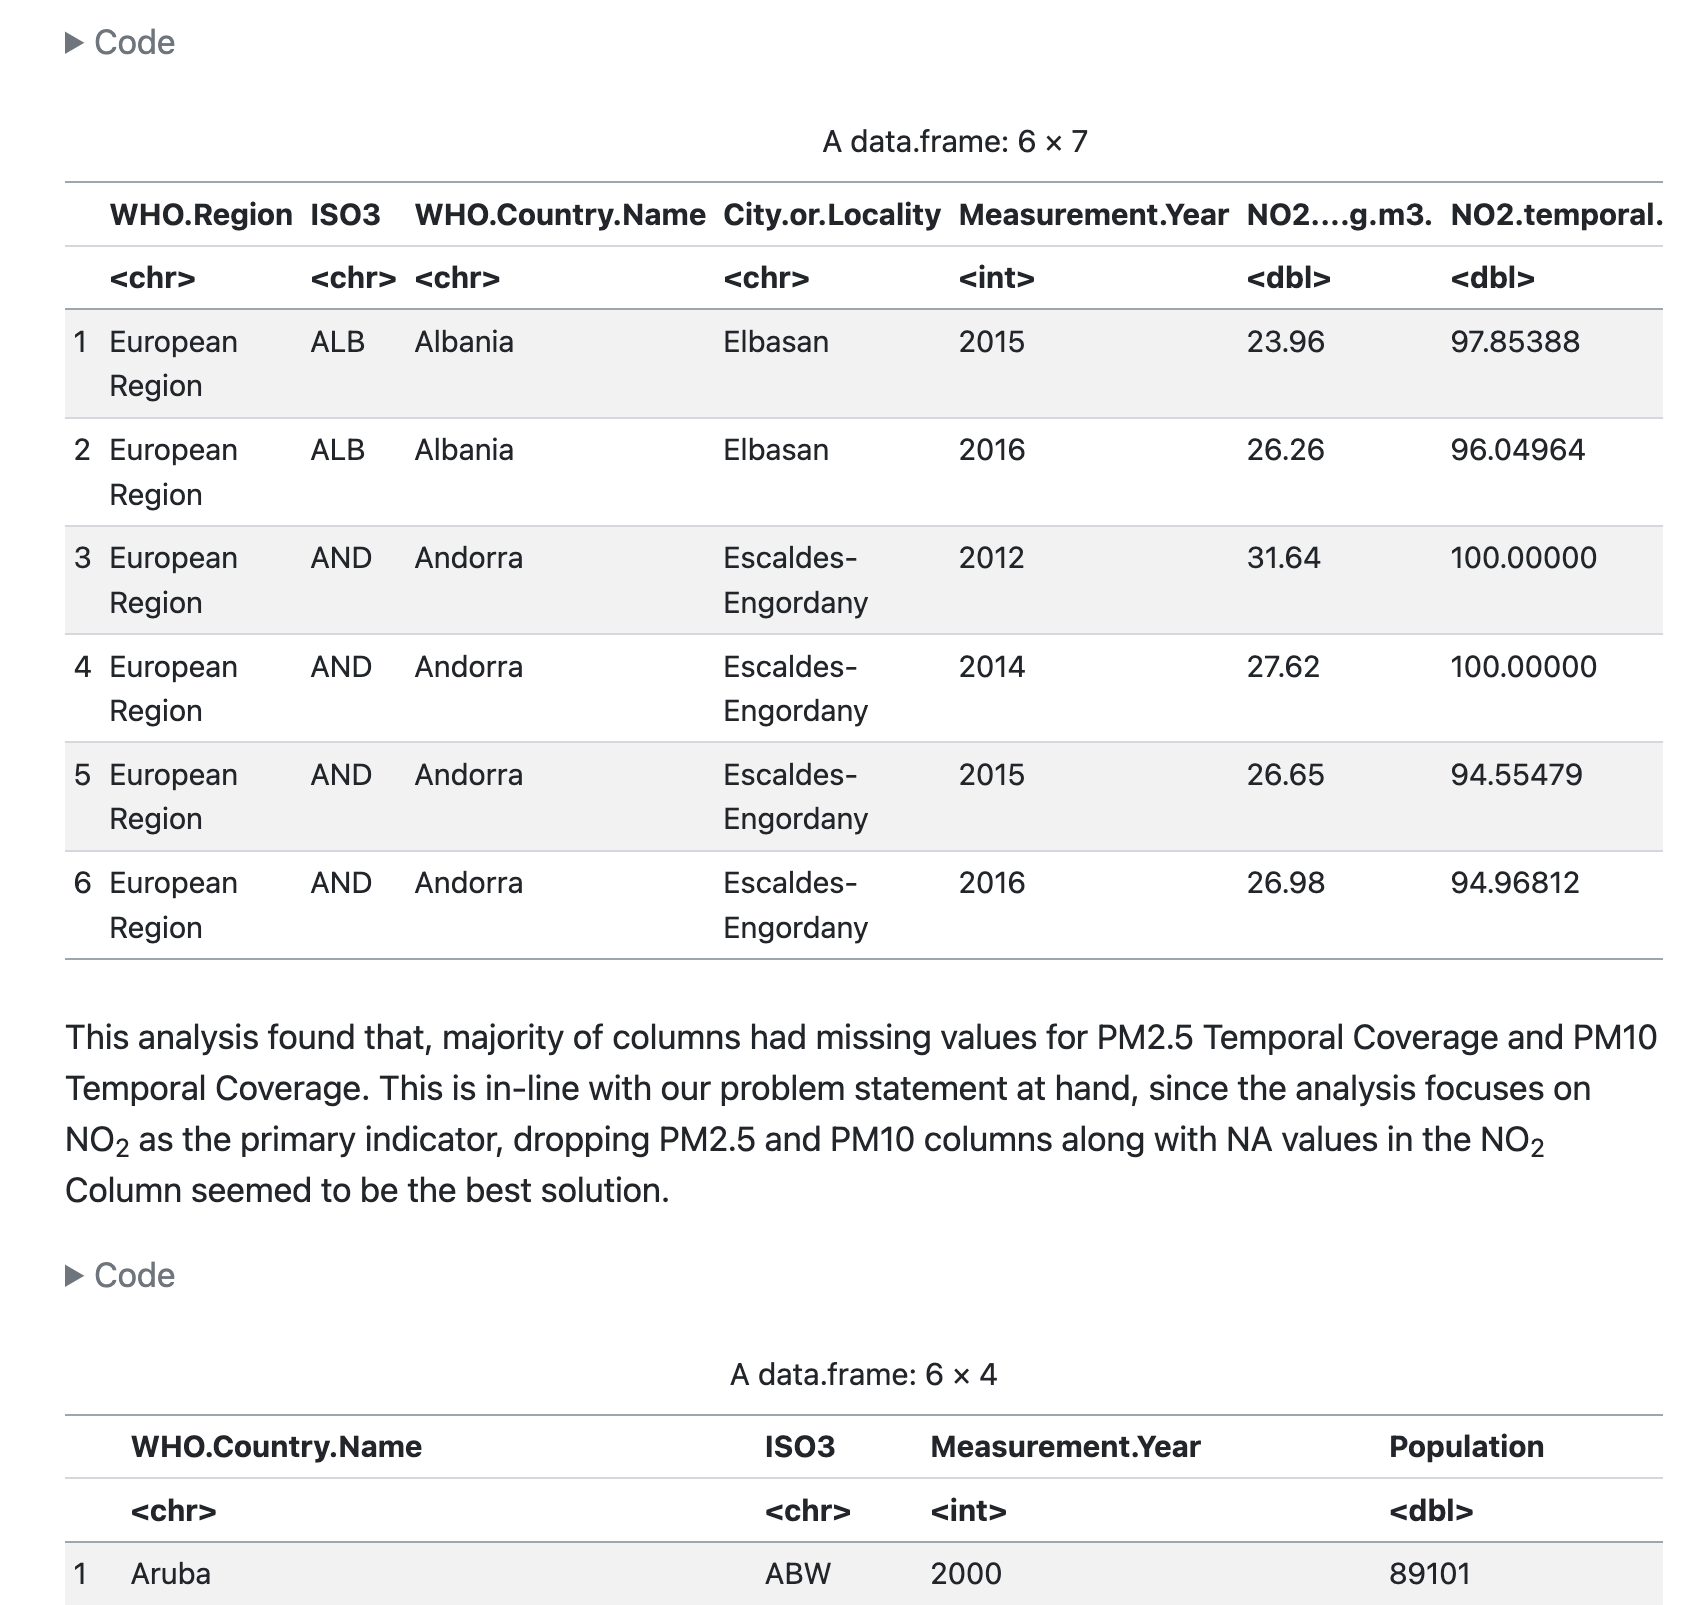 ▶ Code
A data.frame: 6 × 7
WHO.Region ISO3 WHO.Country.Name City.or.Locality Measurement.Year NO2....g.m3. NO2.temporal.
<chr> <chr> <chr> <chr> <int> <dbl> <dbl>
1 European Region ALB Albania Elbasan 2015 23.96 97.85388
2 European Region ALB Albania Elbasan 2016 26.26 96.04964
3 European Region AND Andorra Escaldes-Engordany 2012 31.64 100.00000
4 European Region AND Andorra Escaldes-Engordany 2014 27.62 100.00000
5 European Region AND Andorra Escaldes-Engordany 2015 26.65 94.55479
6 European Region AND Andorra Escaldes-Engordany 2016 26.98 94.96812
This analysis found that, majority of columns had missing values for PM2.5 Temporal Coverage and PM10
Temporal Coverage. This is in-line with our problem statement at hand, since the analysis focuses on
NO₂ as the primary indicator, dropping PM2.5 and PM10 columns along with NA values in the NO₂
Column seemed to be the best solution.
▶ Code
A data.frame: 6 × 4
WHO.Country.Name ISO3 Measurement.Year Population
<chr> <chr> <int> <dbl>
1 Aruba ABW 2000 89101